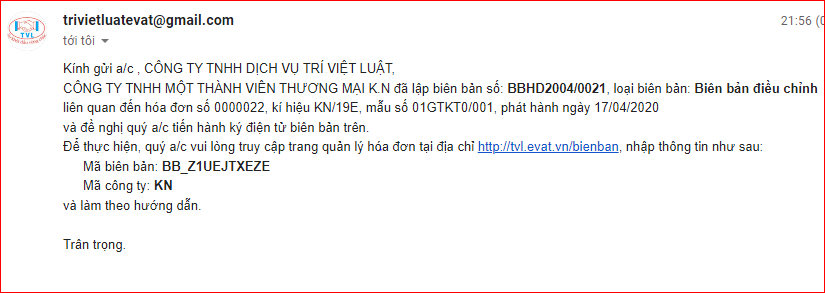 trivietluatevat@gmail.com
21:56 (0
TVL
tới tôi
Kính gửi a/c , CÔNG TY TNHH DỊCH VỤ TRÍ VIỆT LUẬT,
CÔNG TY TNHH MỘT THÀNH VIÊN THƯƠNG MẠI K.N đã lập biên bản số: BBHD2004/0021, loại biên bản: Biên bản điều chỉnh
liên quan đến hóa đơn số 0000022, kí hiệu KN/19E, mẫu số 01GTKT0/001, phát hành ngày 17/04/2020
và đề nghị quý a/c tiến hành ký điện tử biên bản trên.
Để thực hiện, quý a/c vui lòng truy cập trang quản lý hóa đơn tại địa chỉ http://tvl.evat.vn/bienban, nhập thông tin như sau:
Mã biên bản: BB_Z1UEJTXEZE
Mã công ty: KN
và làm theo hướng dẫn.
Trân trọng.